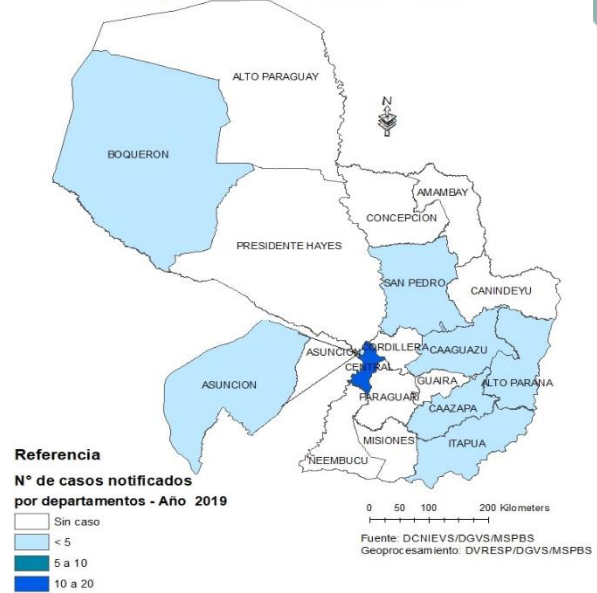 ALTO PARAGUAY
N
BOQUERON
AMAMBAY
CONCEPCION
PRESIDENTE HAYES
SAN PEDRO
CANINDEYU
ASUNCION
CORDILLERA
CAAGUAZU
CENTRAL
ASUNCION
GUAIRA
ALTO PARANA
PARAGUARI
CAAZAPA
MISIONES
ITAPUA
ÑEEMBUCU
Referencia
N° de casos notificados
por departamentos - Año 2019
Sin caso
< 5
5 a 10
10 a 20
0 50 100 200 Kilometers
Fuente: DCNIEVS/DGVS/MSPBS
Geoprocesamiento: DVRESP/DGVS/MSPBS